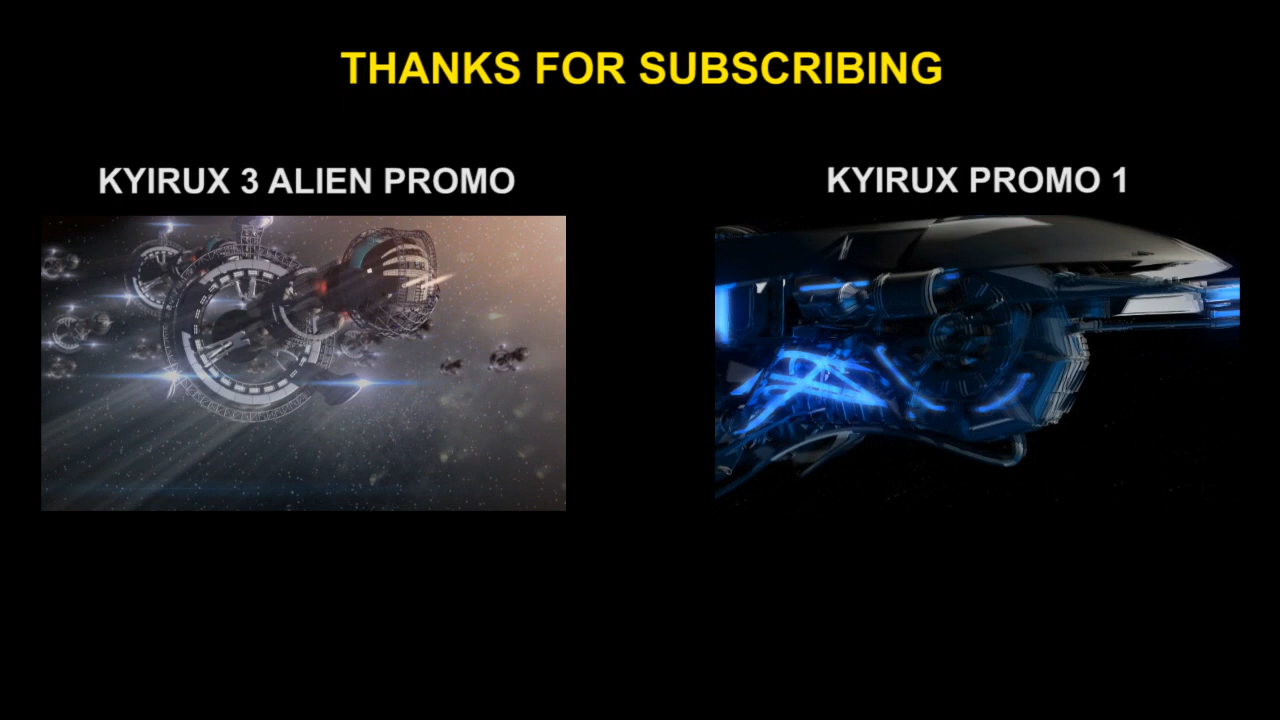 THANKS FOR SUBSCRIBING
KYIRUX 3 ALIEN PROMO
KYIRUX PROMO 1